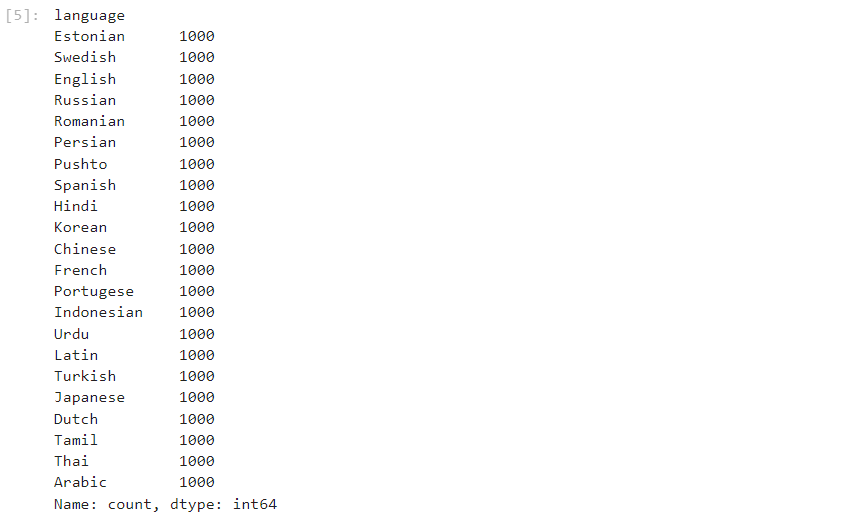 [5]: language
Estonian 1000
Swedish 1000
English 1000
Russian 1000
Romanian 1000
Persian 1000
Pushto 1000
Spanish 1000
Hindi 1000
Korean 1000
Chinese 1000
French 1000
Portugese 1000
Indonesian 1000
Urdu 1000
Latin 1000
Turkish 1000
Japanese 1000
Dutch 1000
Tamil 1000
Thai 1000
Arabic 1000
Name: count, dtype: int64